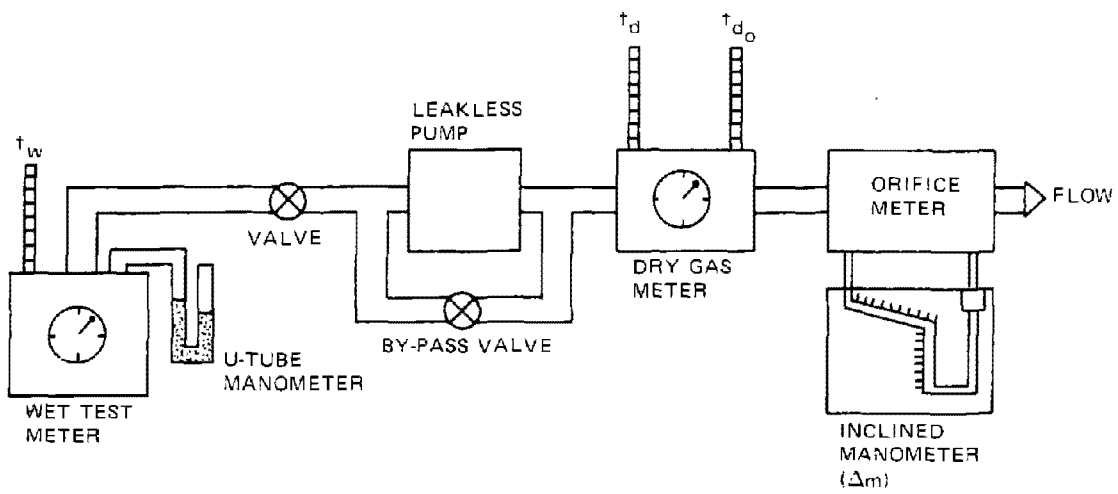 t_w
VALVE
LEAKLESS
PUMP
BY-PASS VALVE
t_d
t_do
DRY GAS
METER
ORIFICE
METER
FLOW
WET TEST
METER
U-TUBE
MANOMETER
INCLINED
MANOMETER
(Δm)